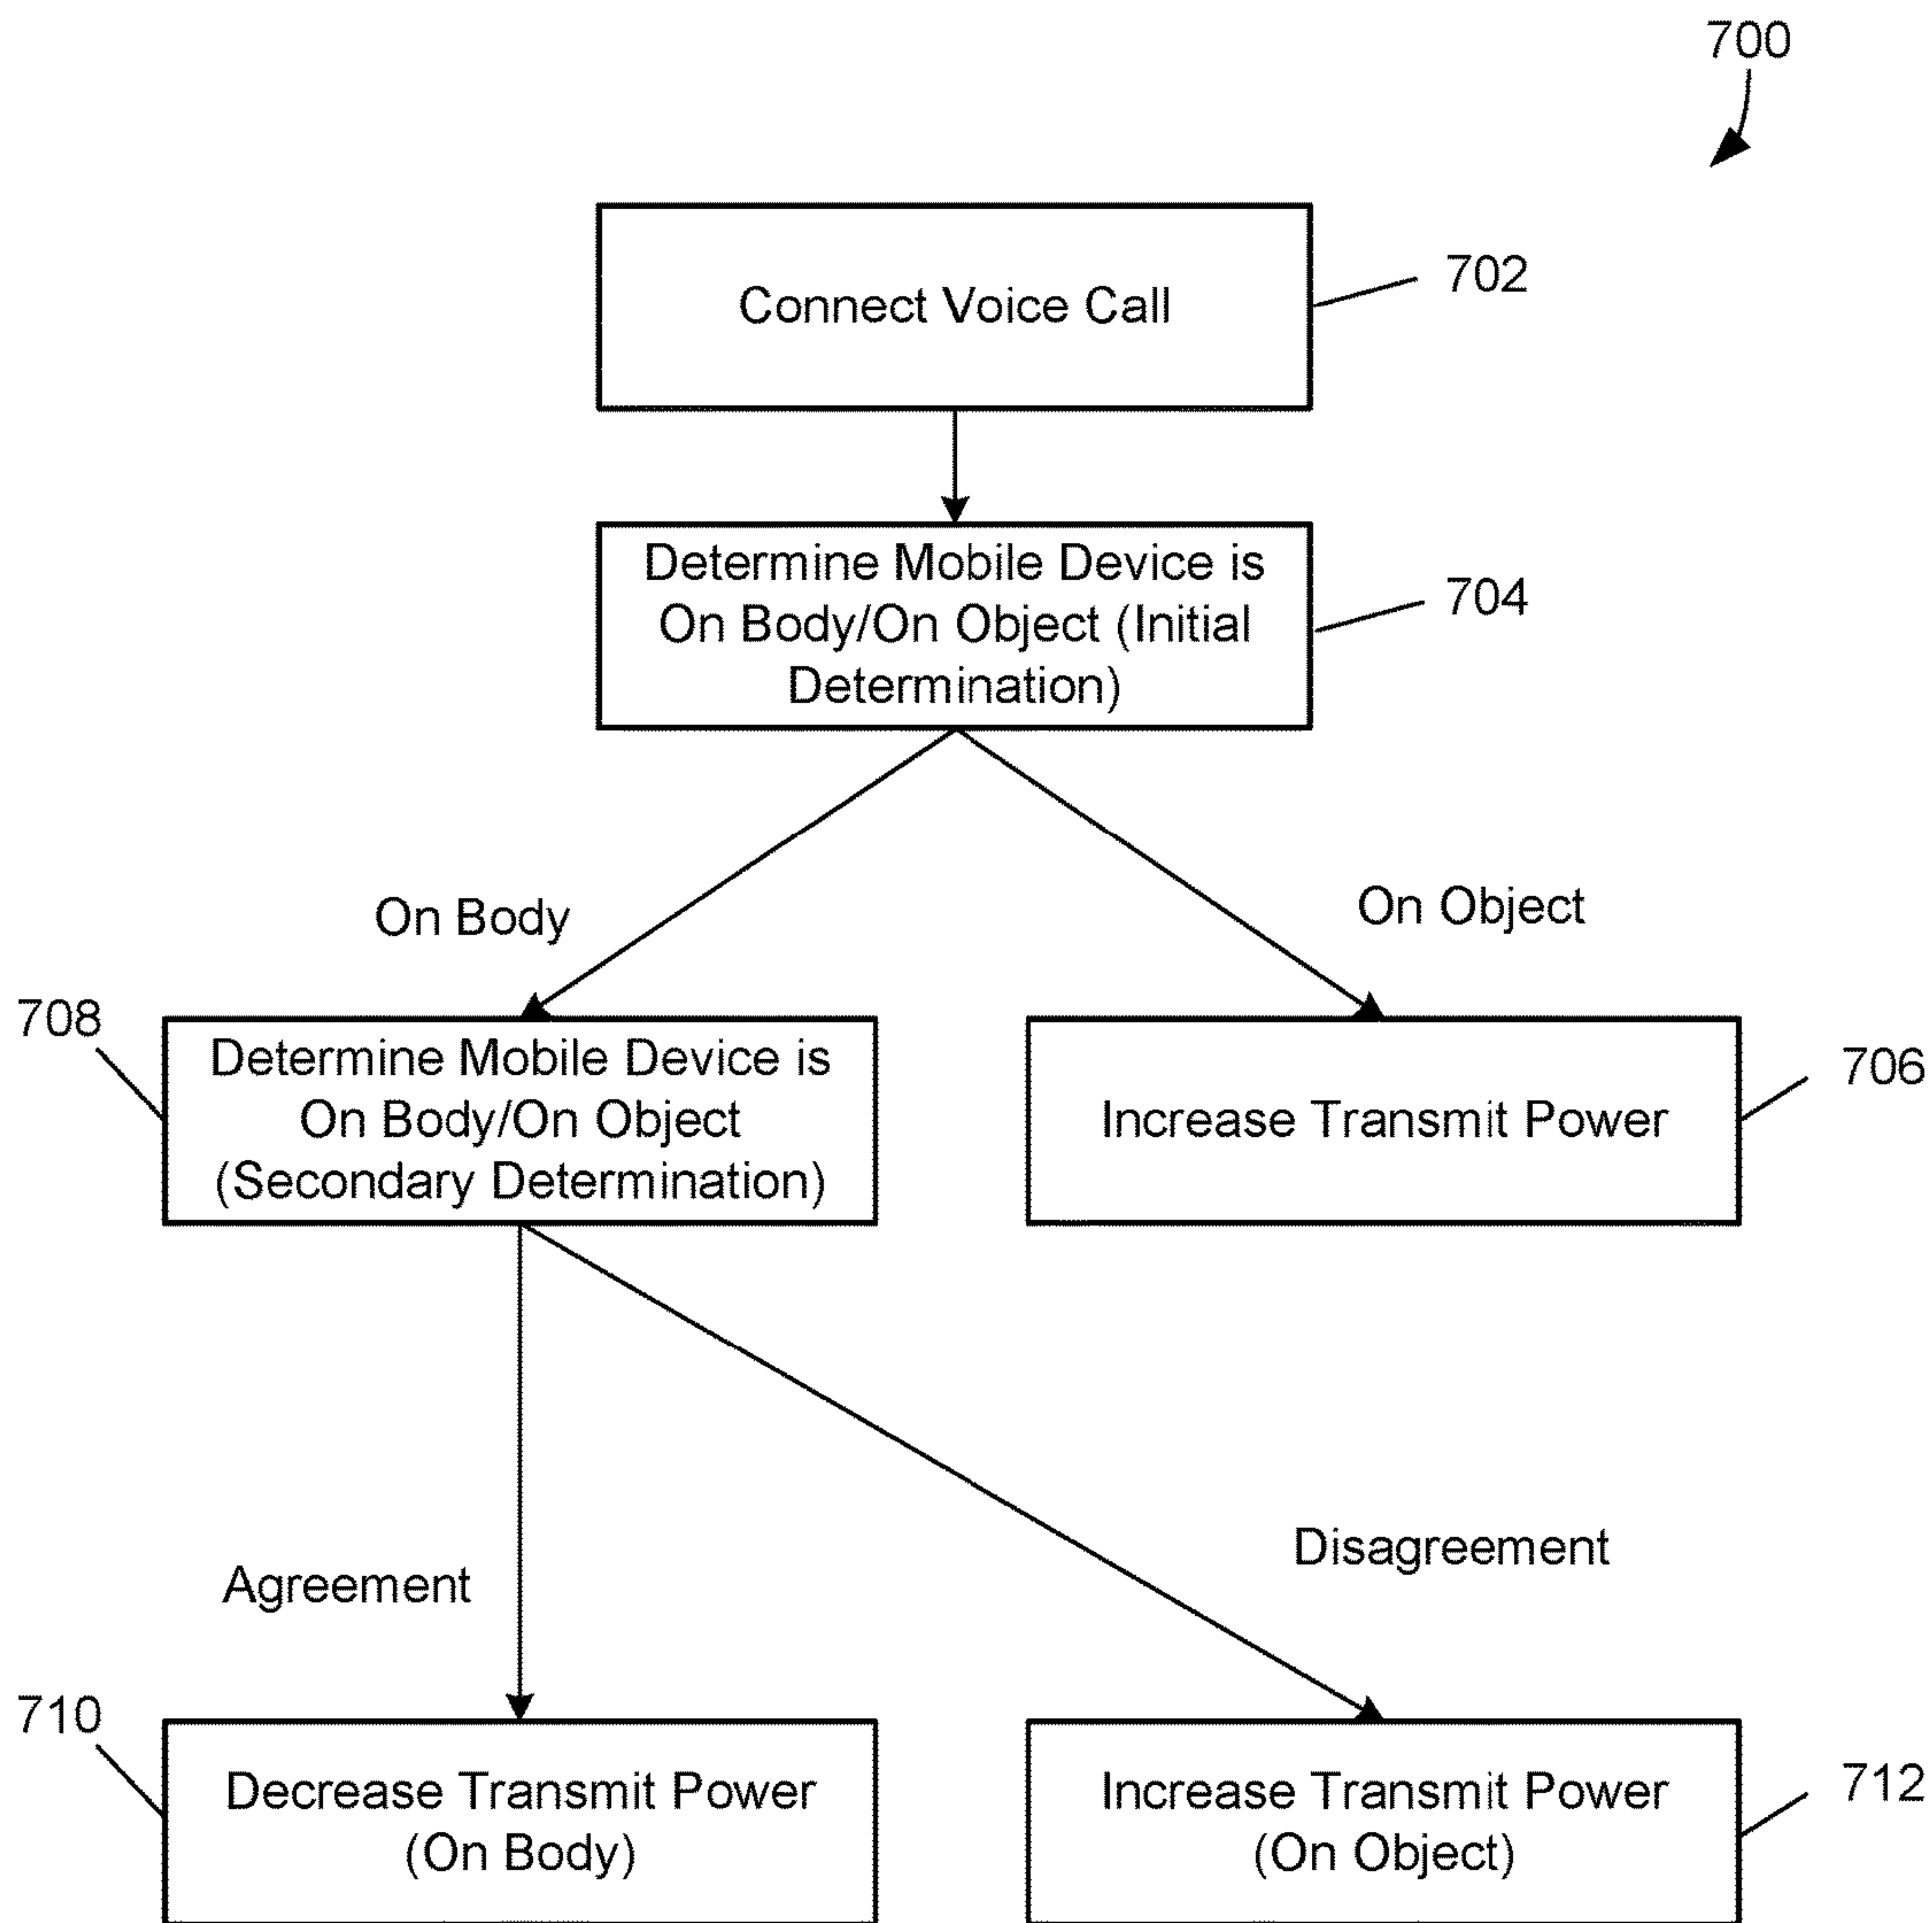 700
Connect Voice Call
702
Determine Mobile Device is
On Body/On Object (Initial
Determination)
704
On Body
On Object
708
Determine Mobile Device is
On Body/On Object
(Secondary Determination)
Increase Transmit Power
706
Agreement
Disagreement
710
Decrease Transmit Power
(On Body)
Increase Transmit Power
(On Object)
712